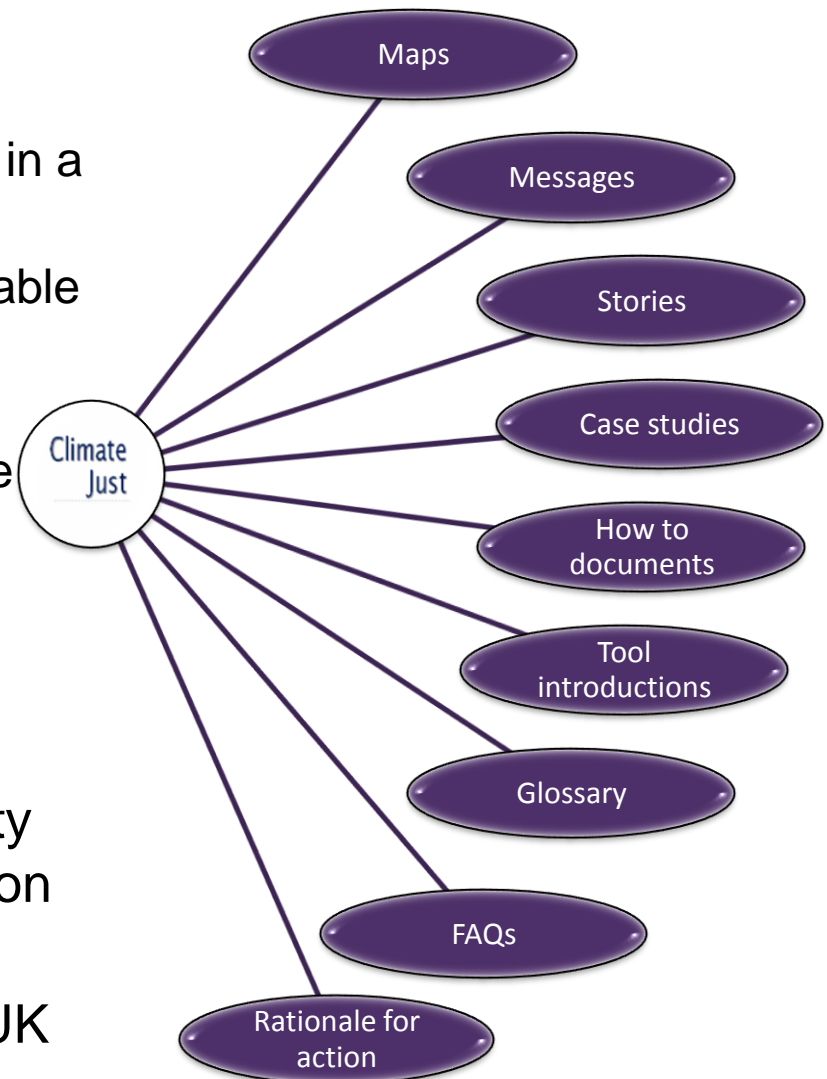 in a
able
e
ty
on
UK
Climate
Just
Maps
Messages
Stories
Case studies
How to
documents
Tool
introductions
Glossary
FAQs
Rationale for
action